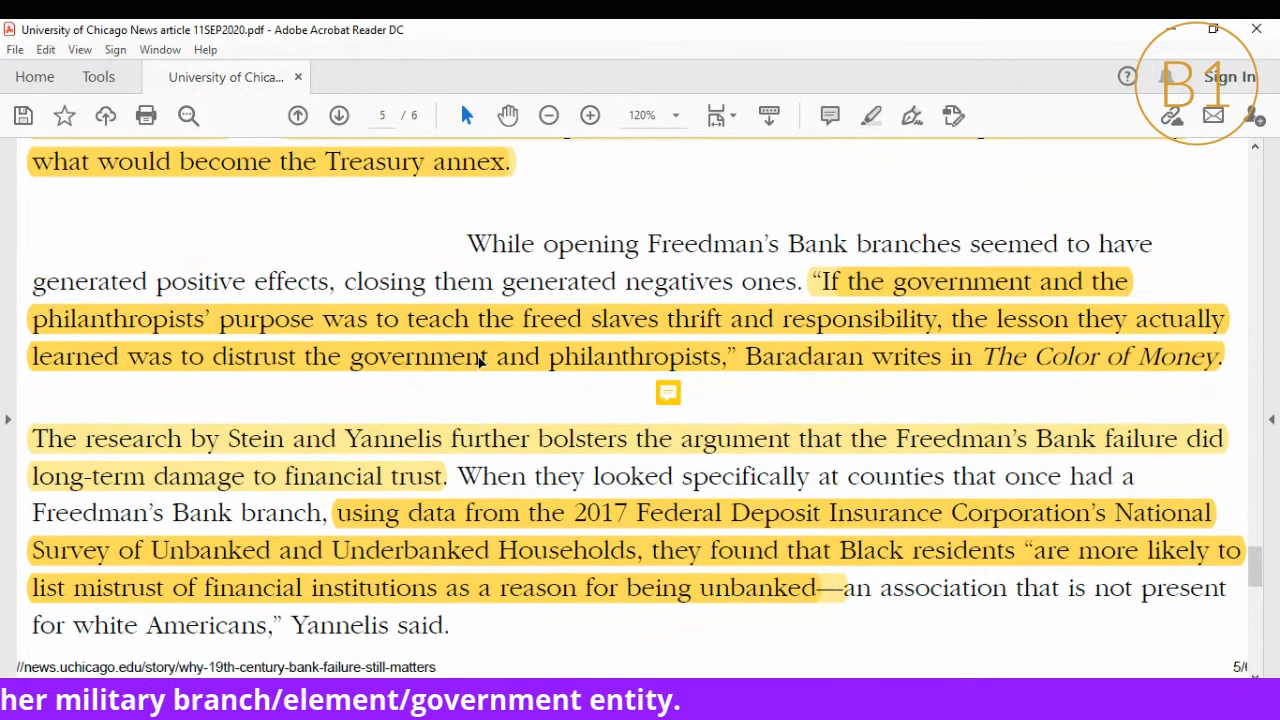 University of Chicago News article 11SEP2020.pdf - Adobe Acrobat Reader DC
File Edit View Sign Window Help
Home Tools University of Chica... Sign In
5 / 6 120%
B1
what would become the Treasury annex.
While opening Freedman's Bank branches seemed to have
generated positive effects, closing them generated negatives ones. “If the government and the
philanthropists’ purpose was to teach the freed slaves thrift and responsibility, the lesson they actually
learned was to distrust the government and philanthropists,” Baradaran writes in The Color of Money.
The research by Stein and Yannelis further bolsters the argument that the Freedman’s Bank failure did
long-term damage to financial trust. When they looked specifically at counties that once had a
Freedman’s Bank branch, using data from the 2017 Federal Deposit Insurance Corporation’s National
Survey of Unbanked and Underbanked Households, they found that Black residents “are more likely to
list mistrust of financial institutions as a reason for being unbanked—an association that is not present
for white Americans,” Yannelis said.
//news.uchicago.edu/story/why-19th-century-bank-failure-still-matters 5/6
her military branch/element/government entity.